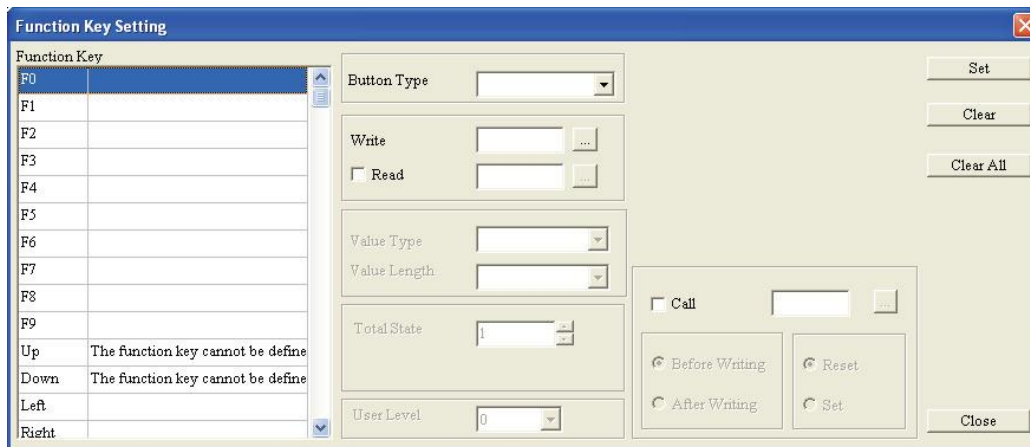 Function Key Setting
Function Key
F0
F1
F2
F3
F4
F5
F6
F7
F8
F9
Up The function key cannot be define
Down The function key cannot be define
Left
Right
Button Type
Write ...
Read ...
Value Type
Value Length
Total State 1
User Level 0
Call ...
Before Writing
After Writing
Reset
Set
Set
Clear
Clear All
Close